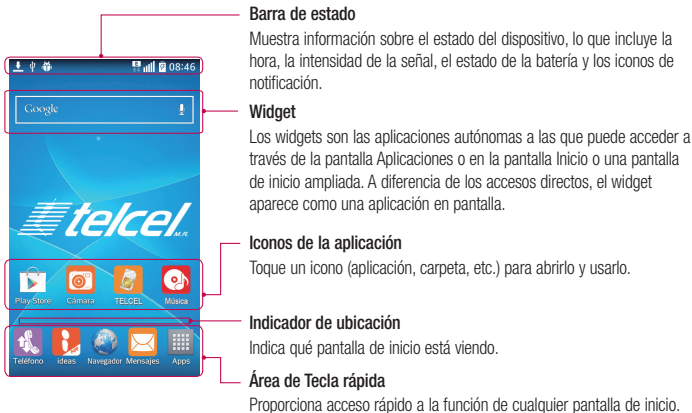 Barra de estado
Muestra información sobre el estado del dispositivo, lo que incluye la
hora, la intensidad de la señal, el estado de la batería y los iconos de
notificación.
08:46
Google
Widget
Los widgets son las aplicaciones autónomas a las que puede acceder a
través de la pantalla Aplicaciones o en la pantalla Inicio o una pantalla
de inicio ampliada. A diferencia de los accesos directos, el widget
aparece como una aplicación en pantalla.
telcel M.R.
Iconos de la aplicación
Toque un icono (aplicación, carpeta, etc.) para abrirlo y usarlo.
Play Store Cámara TELCEL Música
Indicador de ubicación
Indica qué pantalla de inicio está viendo.
Teléfono ideas Navegador Mensajes Apps
Área de Tecla rápida
Proporciona acceso rápido a la función de cualquier pantalla de inicio.